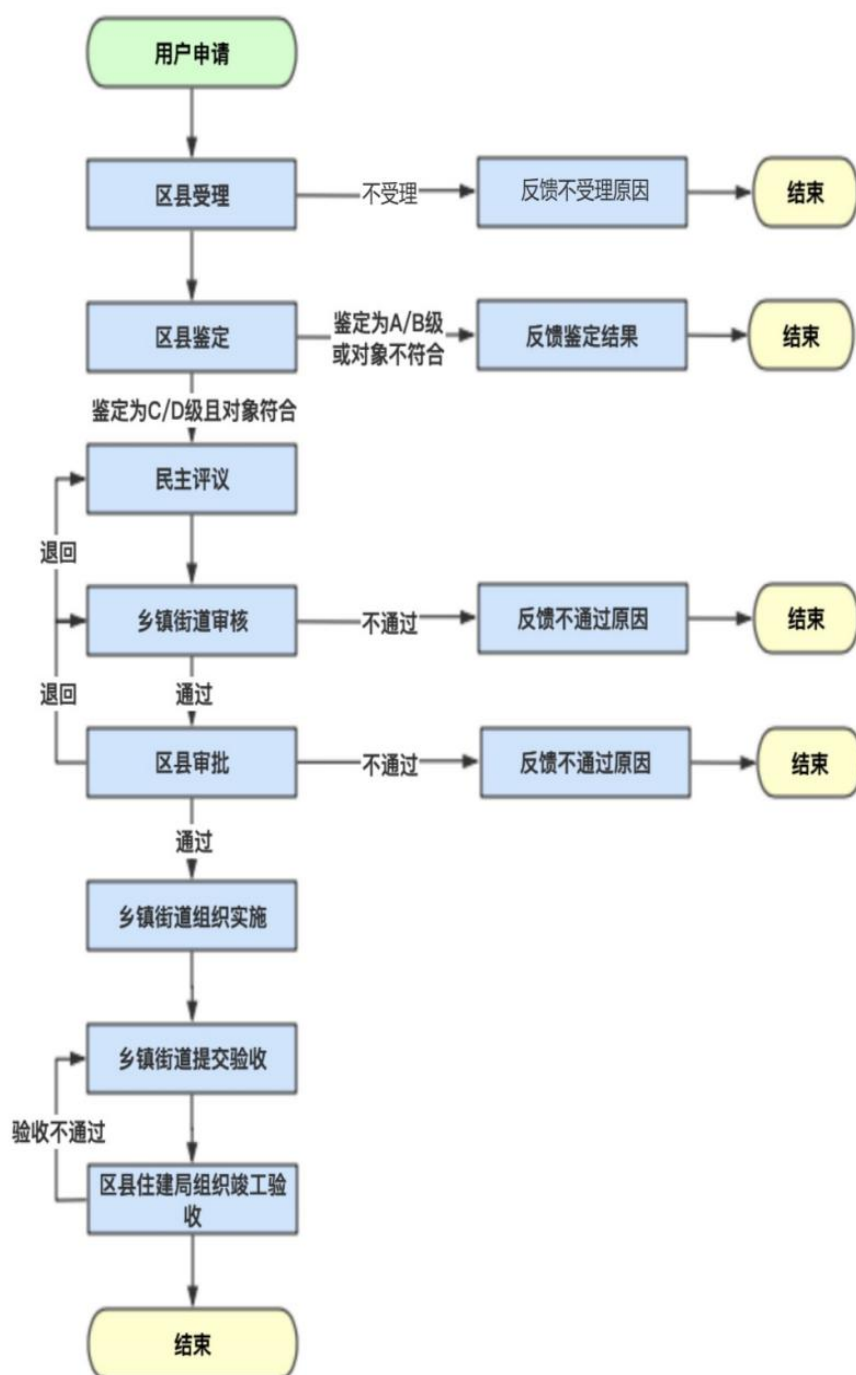 用户申请
区县受理
不受理
反馈不受理原因
结束
区县鉴定
鉴定为A/B级
或对象不符合
反馈鉴定结果
结束
鉴定为C/D级且对象符合
民主评议
退回
乡镇街道审核
不通过
反馈不通过原因
结束
退回
通过
区县审批
不通过
反馈不通过原因
结束
通过
乡镇街道组织实施
乡镇街道提交验收
验收不通过
区县住建局组织竣工验
收
结束